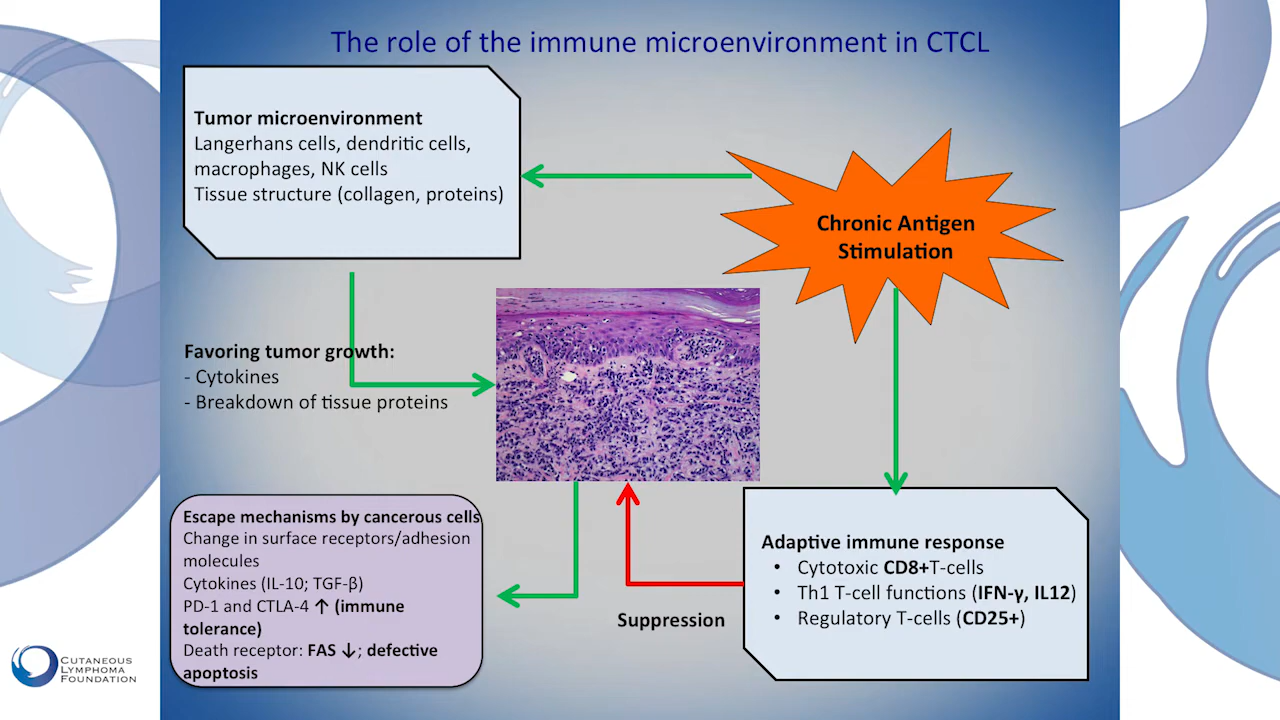 The role of the immune microenvironment in CTCL
Tumor microenvironment
Langerhans cells, dendritic cells,
macrophages, NK cells
Tissue structure (collagen, proteins)
Chronic Antigen
Stimulation
Favoring tumor growth:
- Cytokines
- Breakdown of tissue proteins
Escape mechanisms by cancerous cells
Change in surface receptors/adhesion
molecules
Cytokines (IL-10; TGF-β)
PD-1 and CTLA-4 ↑ (immune
tolerance)
Death receptor: FAS ↓; defective
apoptosis
Suppression
Adaptive immune response
• Cytotoxic CD8+T-cells
• Th1 T-cell functions (IFN-γ, IL12)
• Regulatory T-cells (CD25+)
CUTANEOUS
LYMPHOMA
FOUNDATION